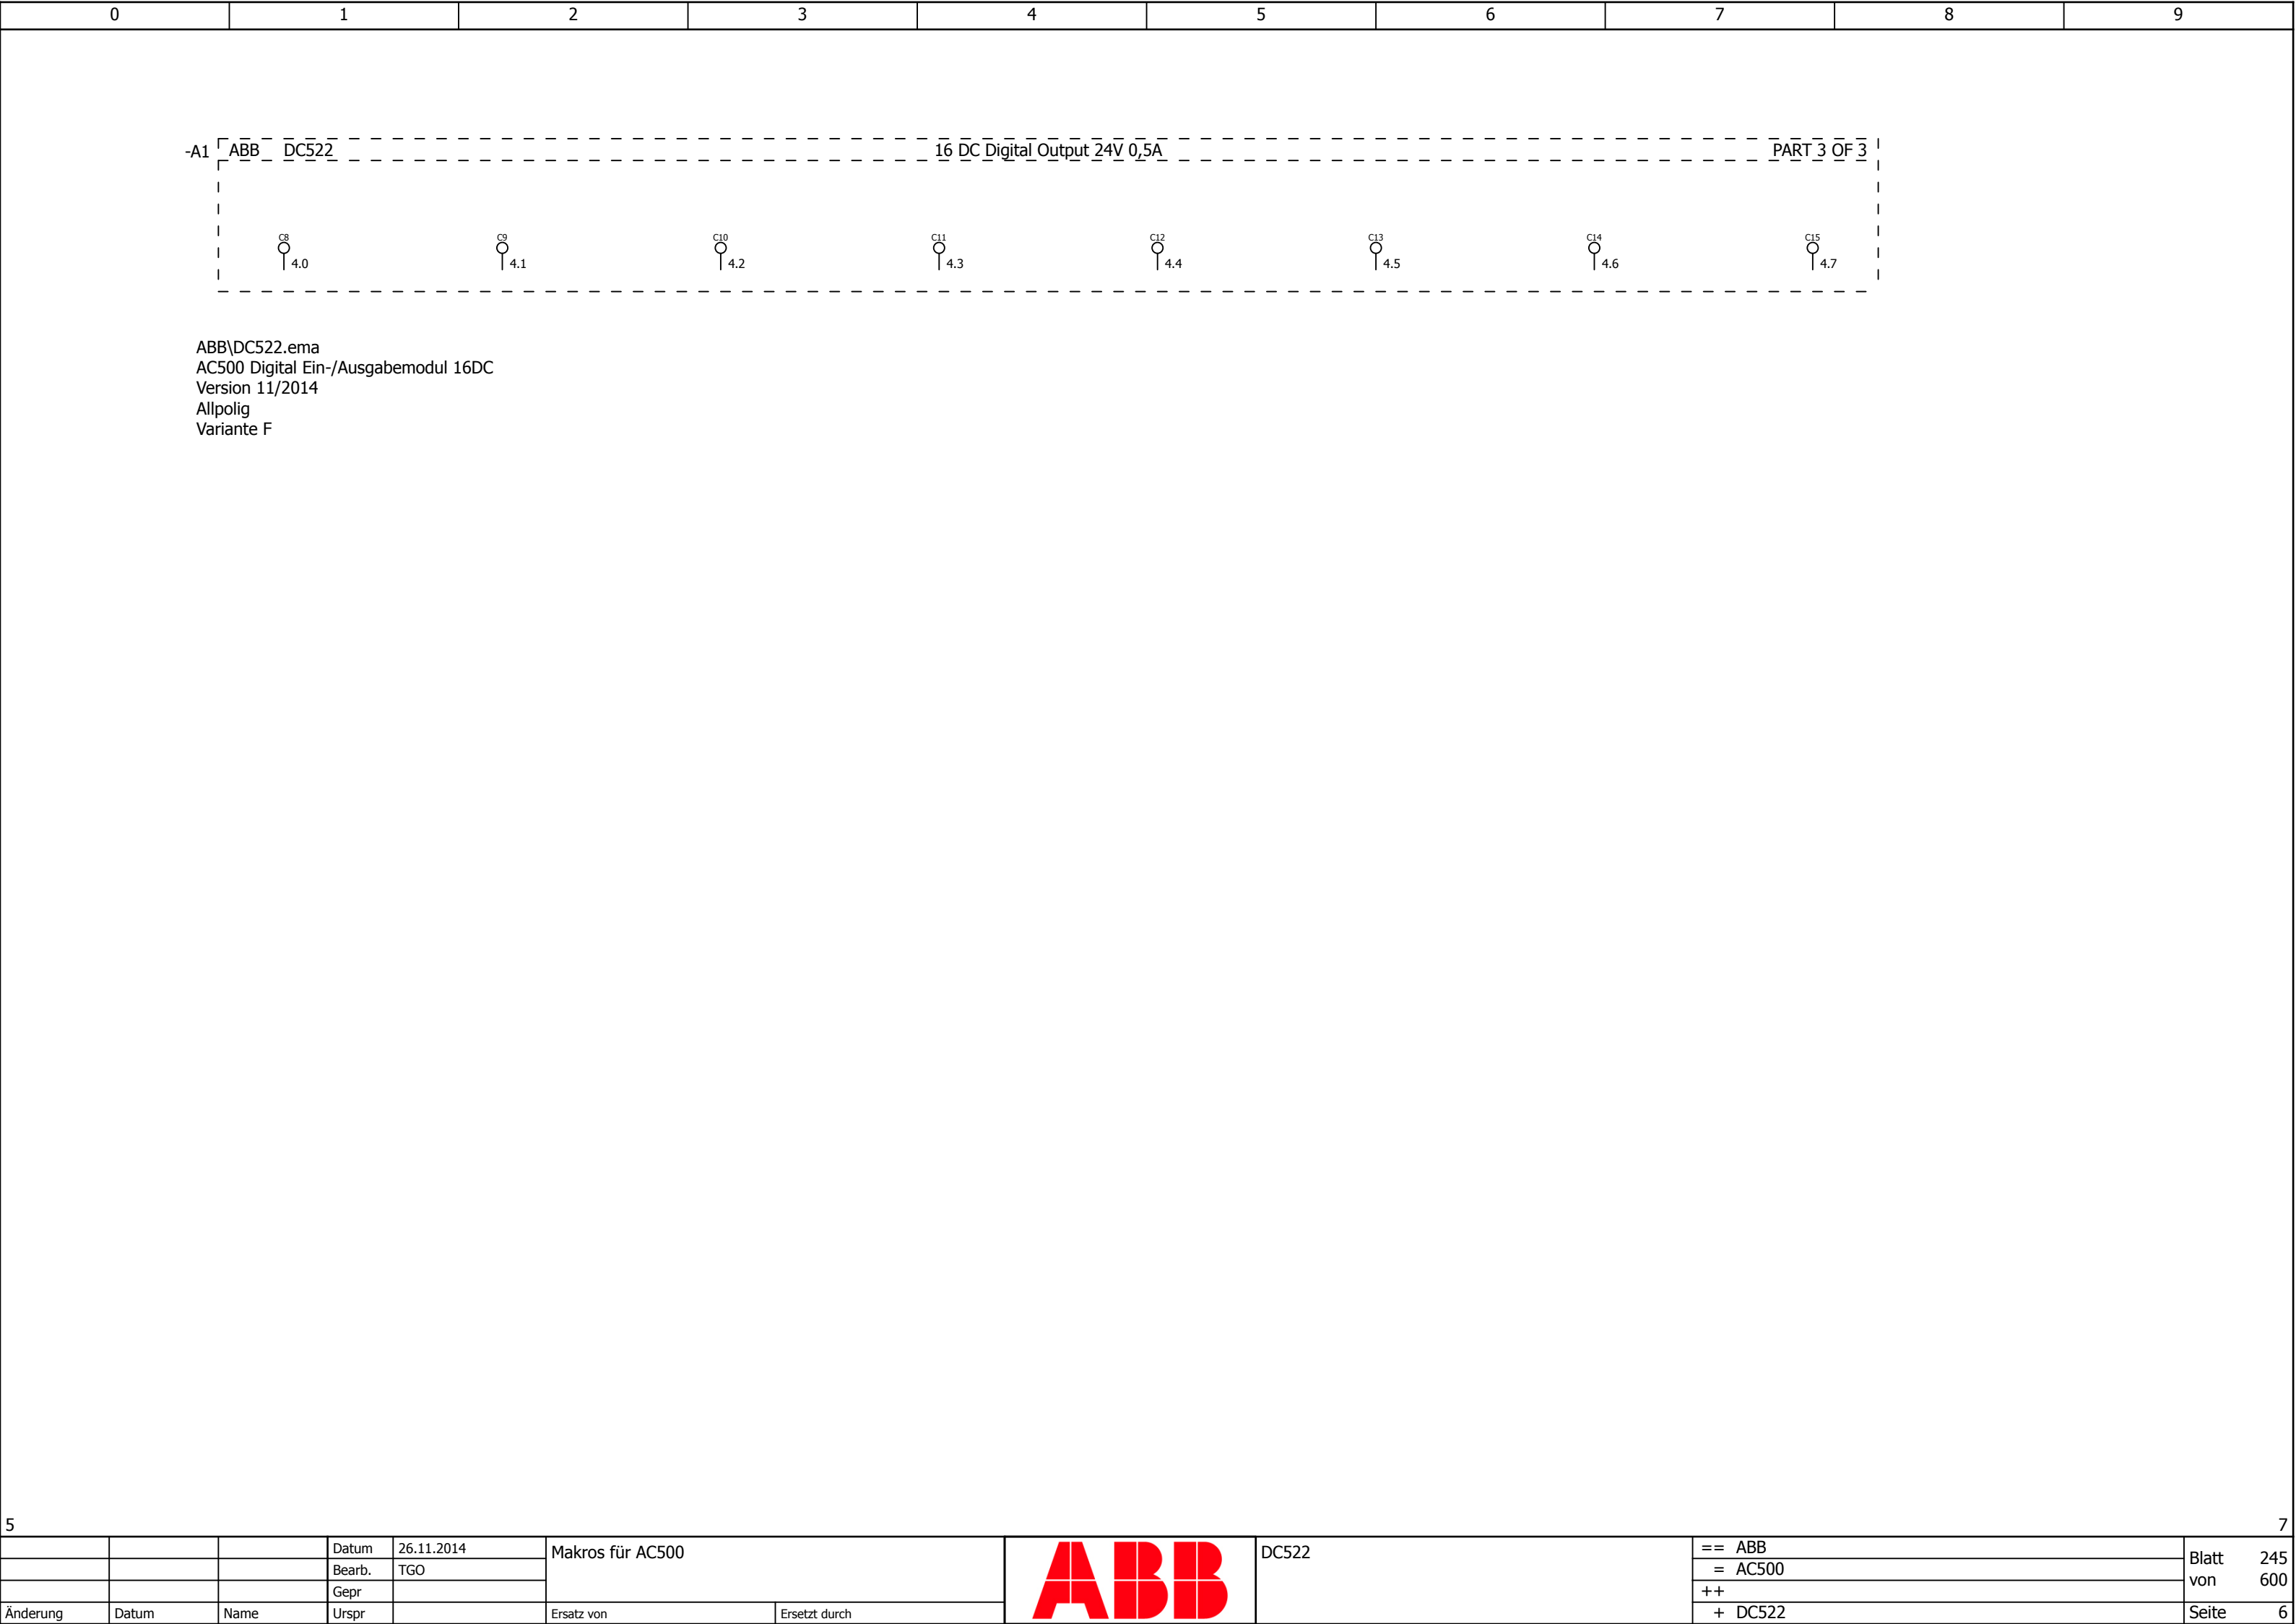 0 1 2 3 4 5 6 7 8 9
-A1 ABB DC522 16 DC Digital Output 24V 0,5A PART 3 OF 3
C8 C9 C10 C11 C12 C13 C14 C15
4.0 4.1 4.2 4.3 4.4 4.5 4.6 4.7
ABB\DC522.ema
AC500 Digital Ein-/Ausgabemodul 16DC
Version 11/2014
Allpolig
Variante F
5 7
Datum 26.11.2014 Makros für AC500 ABB DC522 == ABB Blatt 245
Bearb. TGO = AC500 von 600
Gepr ++
Änderung Datum Name Urspr Ersatz von Ersetzt durch + DC522 Seite 6